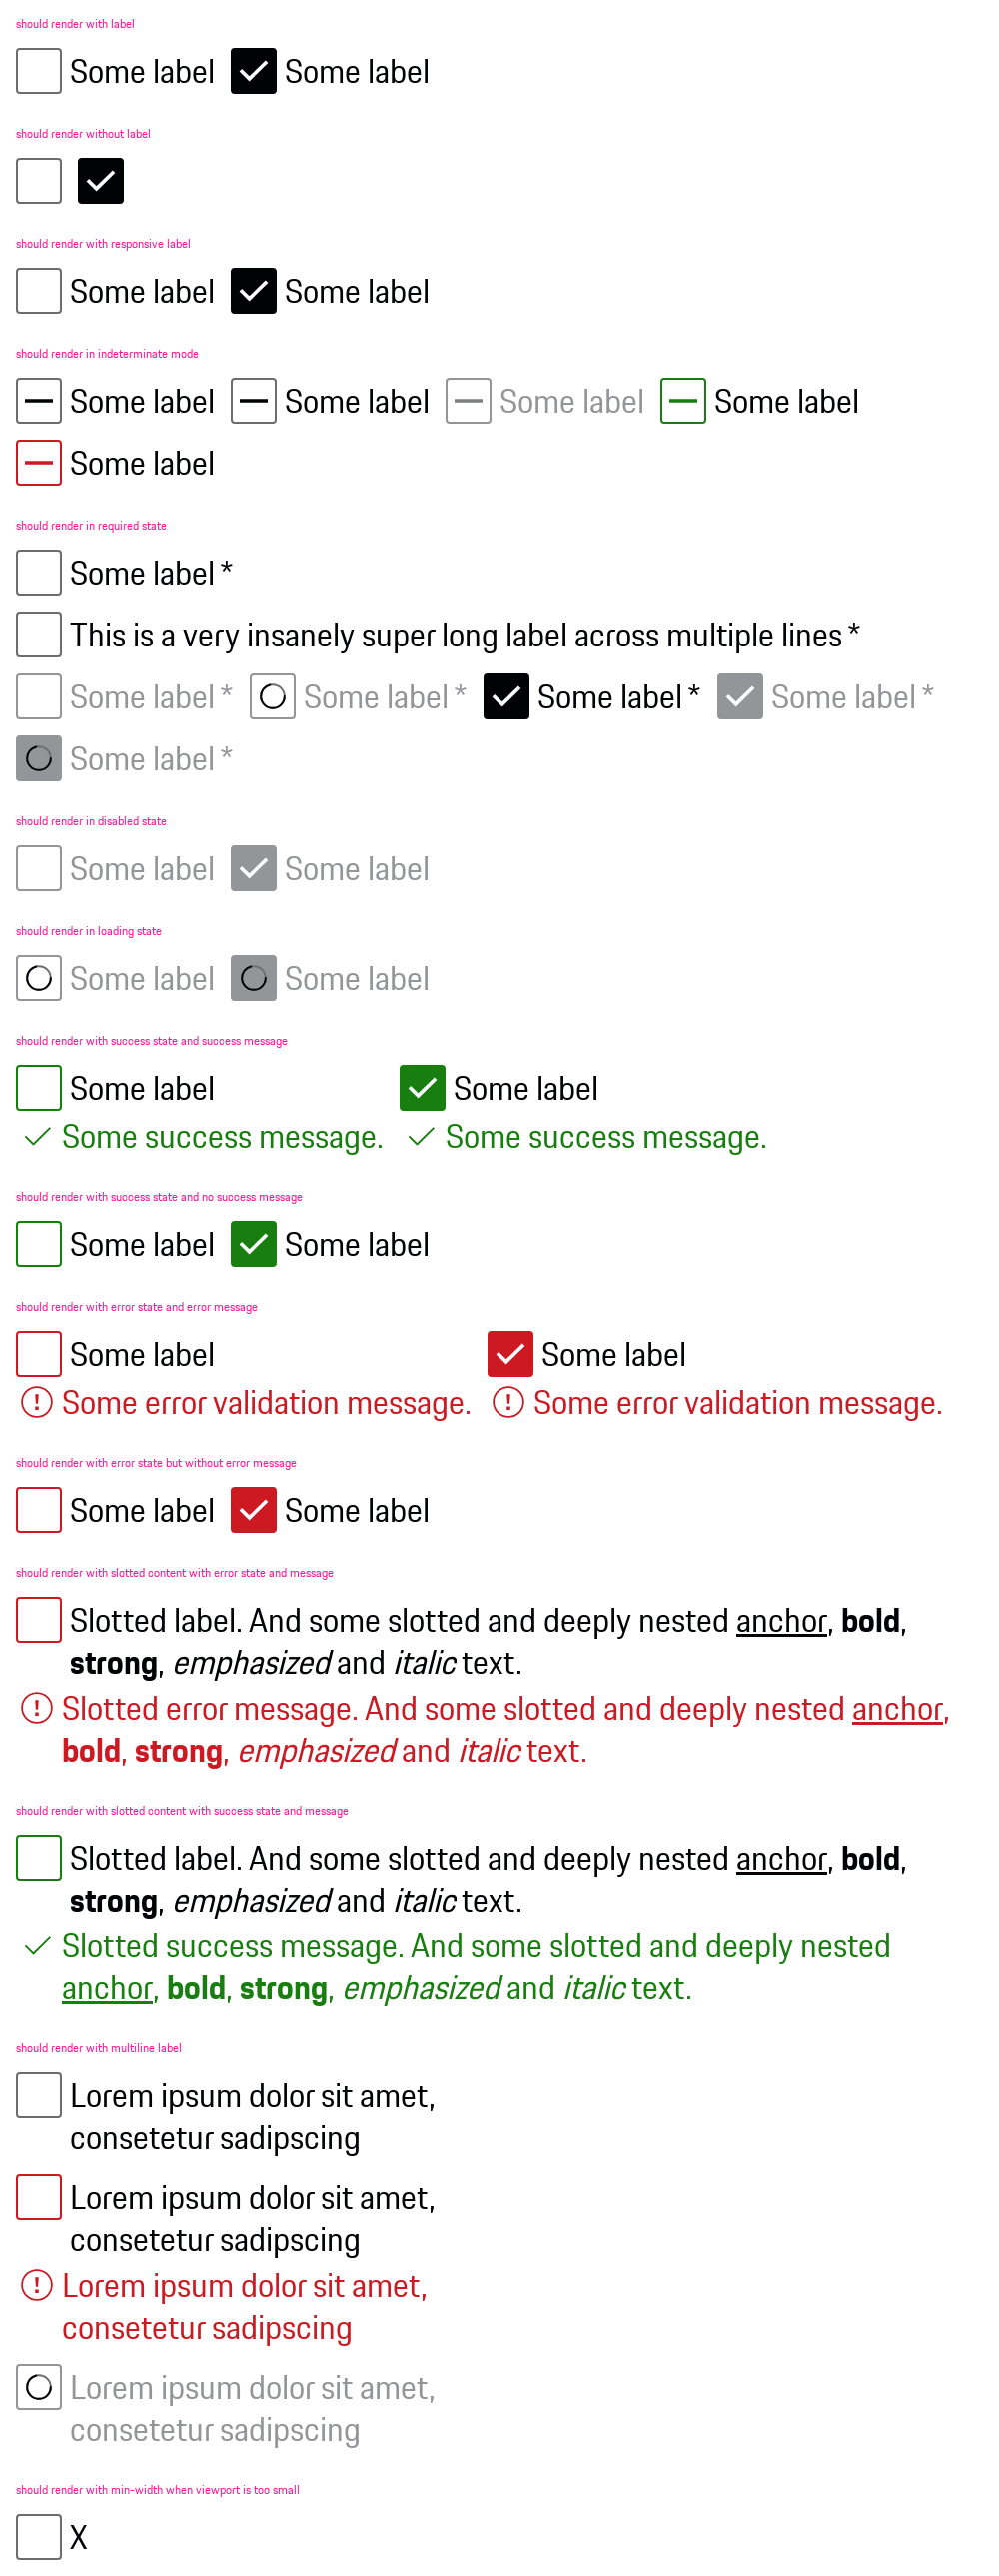 should render with label
Some label Some label
should render without label
should render with responsive label
Some label Some label
should render in indeterminate mode
Some label Some label Some label Some label
Some label
should render in required state
Some label *
This is a very insanely super long label across multiple lines *
Some label * Some label * Some label * Some label *
Some label *
should render in disabled state
Some label Some label
should render in loading state
Some label Some label
should render with success state and success message
Some label Some label
Some success message. Some success message.
should render with success state and no success message
Some label Some label
should render with error state and error message
Some label Some label
Some error validation message. Some error validation message.
should render with error state but without error message
Some label Some label
should render with slotted content with error state and message
Slotted label. And some slotted and deeply nested anchor, bold,
strong, emphasized and italic text.
Slotted error message. And some slotted and deeply nested anchor,
bold, strong, emphasized and italic text.
should render with slotted content with success state and message
Slotted label. And some slotted and deeply nested anchor, bold,
strong, emphasized and italic text.
Slotted success message. And some slotted and deeply nested
anchor, bold, strong, emphasized and italic text.
should render with multiline label
Lorem ipsum dolor sit amet,
consetetur sadipscing
Lorem ipsum dolor sit amet,
consetetur sadipscing
Lorem ipsum dolor sit amet,
consetetur sadipscing
Lorem ipsum dolor sit amet,
consetetur sadipscing
should render with min-width when viewport is too small
X